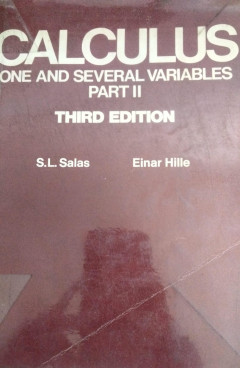 CALCULUS
ONE AND SEVERAL VARIABLES
PART II
THIRD EDITION
S.L. Salas Einar Hille